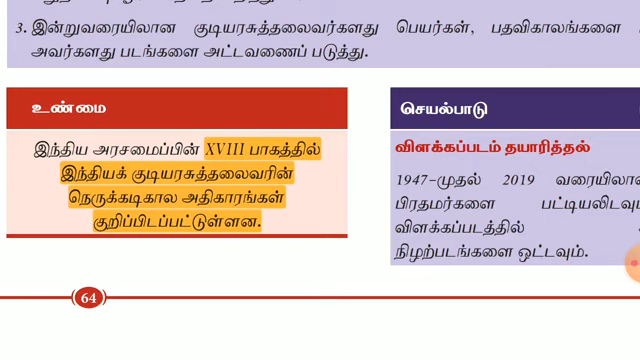 3. இன்றுவரையிலான குடியரசுத்தலைவர்களது பெயர்கள், பதவிகாலங்களை
அவர்களது படங்களை அட்டவணைப் படுத்து.
உண்மை
இந்திய அரசமைப்பின் XVIII பாகத்தில்
இந்தியக் குடியரசுத்தலைவரின்
நெருக்கடிகால அதிகாரங்கள்
குறிப்பிடப்பட்டுள்ளன.
செயல்பாடு
விளக்கப்படம் தயாரித்தல்
1947-முதல் 2019 வரையிலான
பிரதமர்களை பட்டியலிடவும்
விளக்கப்படத்தில்
நிழற்படங்களை ஒட்டவும்.
64